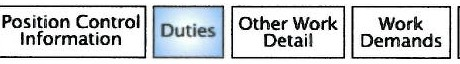 Position Control
Information
Duties
Other Work
Detail
Work
Demands